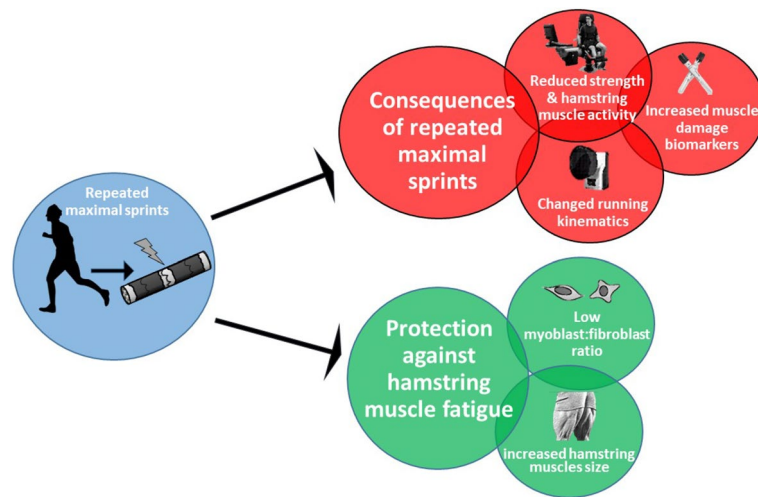 Repeated
maximal sprints
Consequences
of repeated
maximal
sprints
Reduced strength
& hamstring
muscle activity
Increased muscle
damage
biomarkers
Changed running
kinematics
Protection
against
hamstring
muscle fatigue
Low
myoblast:fibroblast
ratio
increased hamstring
muscles size